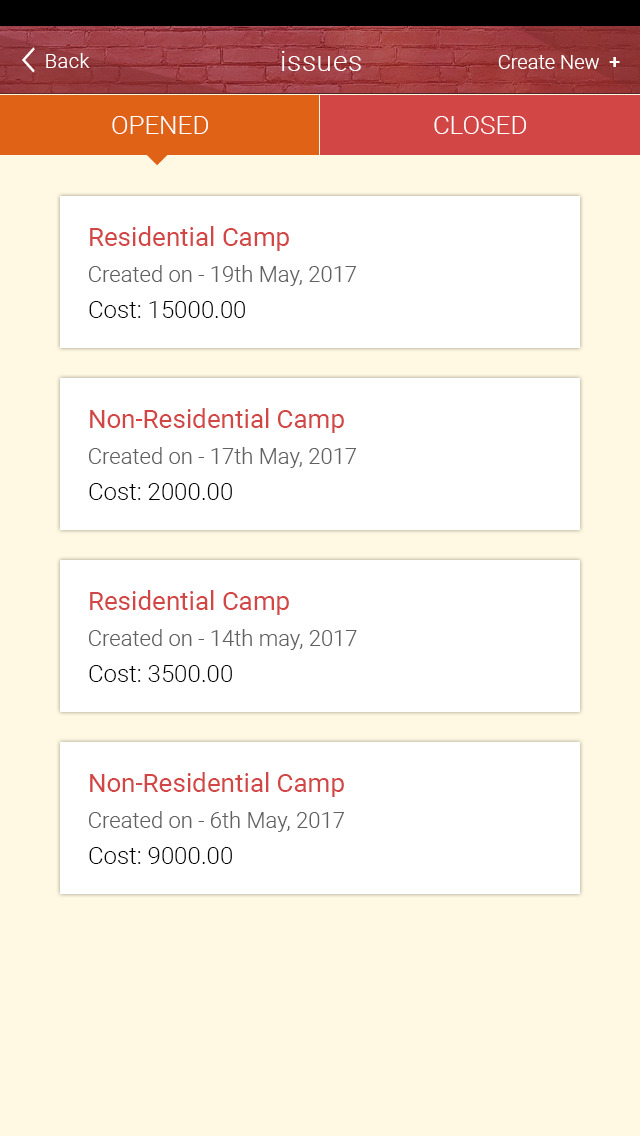 Back
issues
Create New +
OPENED
CLOSED
Residential Camp
Created on - 19th May, 2017
Cost: 15000.00
Non-Residential Camp
Created on - 17th May, 2017
Cost: 2000.00
Residential Camp
Created on - 14th may, 2017
Cost: 3500.00
Non-Residential Camp
Created on - 6th May, 2017
Cost: 9000.00